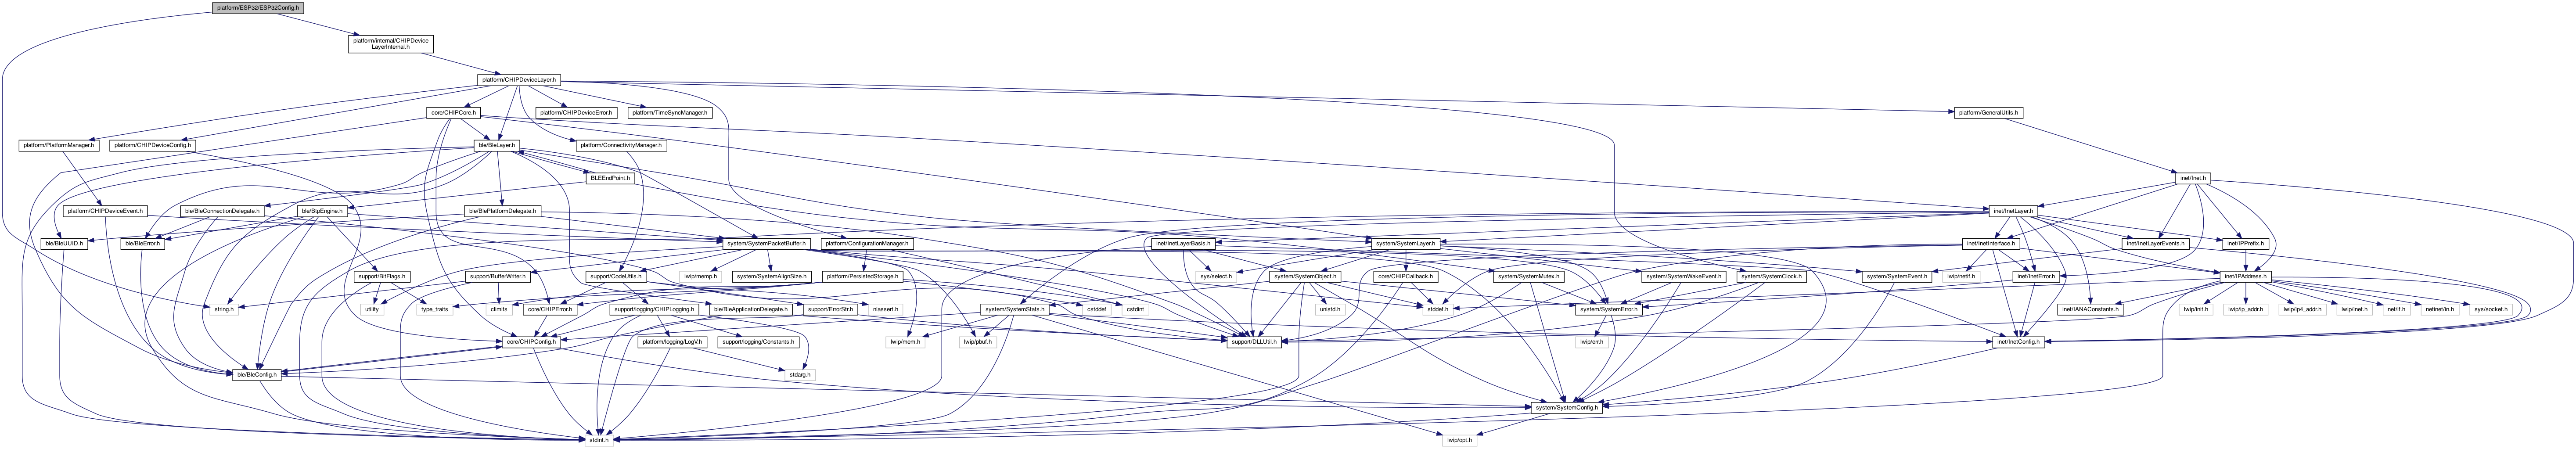 platform/ESP32/ESP32Config.h
platform/internal/CHIPDevice
LayerInternal.h
platform/CHIPDeviceLayer.h
core/CHIPCore.h
platform/CHIPDeviceError.h
platform/TimeSyncManager.h
platform/GeneralUtils.h
platform/PlatformManager.h
platform/CHIPDeviceConfig.h
ble/BleLayer.h
platform/ConnectivityManager.h
BLEEndPoint.h
inet/Inet.h
platform/CHIPDeviceEvent.h
ble/BleConnectionDelegate.h
ble/BtpEngine.h
ble/BlePlatformDelegate.h
inet/InetLayer.h
ble/BleUUID.h
ble/BleError.h
system/SystemPacketBuffer.h
platform/ConfigurationManager.h
inet/InetLayerBasis.h
system/SystemLayer.h
inet/InetInterface.h
inet/InetLayerEvents.h
inet/IPPrefix.h
support/BitFlags.h
support/BufferWriter.h
support/CodeUtils.h
lwip/memp.h
system/SystemAlignSize.h
platform/PersistedStorage.h
sys/select.h
system/SystemObject.h
core/CHIPCallback.h
system/SystemMutex.h
system/SystemWakeEvent.h
system/SystemClock.h
system/SystemEvent.h
lwip/netif.h
inet/InetError.h
inet/IPAddress.h
string.h
utility
type_traits
climits
core/CHIPError.h
support/logging/CHIPLogging.h
ble/BleApplicationDelegate.h
support/ErrorStr.h
nlassert.h
system/SystemStats.h
cstddef
cstdint
unistd.h
stddef.h
system/SystemError.h
inet/IANAConstants.h
lwip/init.h
lwip/ip_addr.h
lwip/ip4_addr.h
lwip/inet.h
net/if.h
netinet/in.h
sys/socket.h
core/CHIPConfig.h
platform/logging/LogV.h
support/logging/Constants.h
lwip/mem.h
lwip/pbuf.h
support/DLLUtil.h
lwip/err.h
inet/InetConfig.h
ble/BleConfig.h
stdarg.h
system/SystemConfig.h
stdint.h
lwip/opt.h